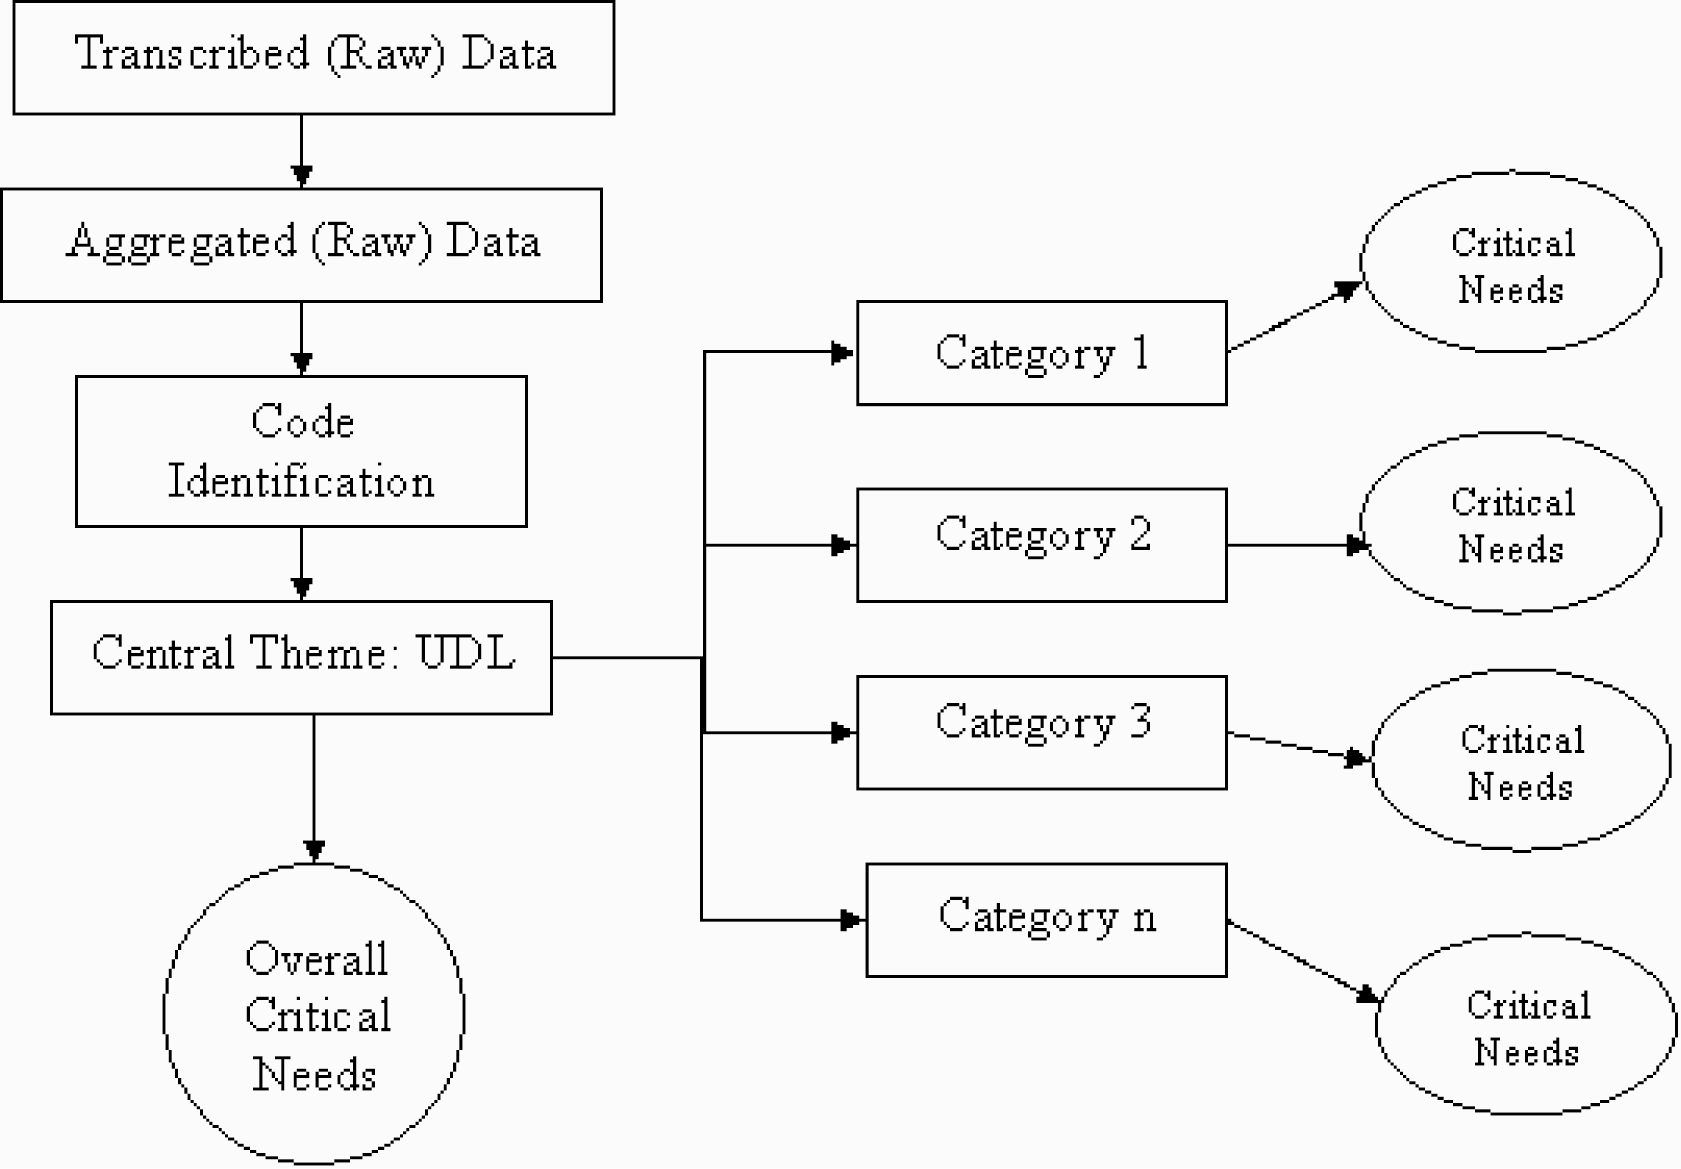 Transcribed (Raw) Data
Aggregated (Raw) Data
Code
Identification
Central Theme: UDL
Overall
Critical
Needs
Category 1
Category 2
Category 3
Category n
Critical
Needs
Critical
Needs
Critical
Needs
Critical
Needs